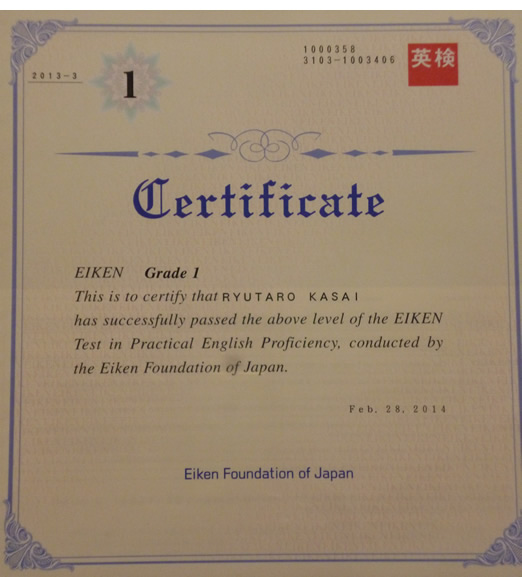 1000358
2013-3
1
3103-1003406
英検
Certificate
EIKEN Grade 1
This is to certify that RYUTARO KASAI
has successfully passed the above level of the EIKEN
Test in Practical English Proficiency, conducted by
the Eiken Foundation of Japan.
Feb. 28, 2014
Eiken Foundation of Japan